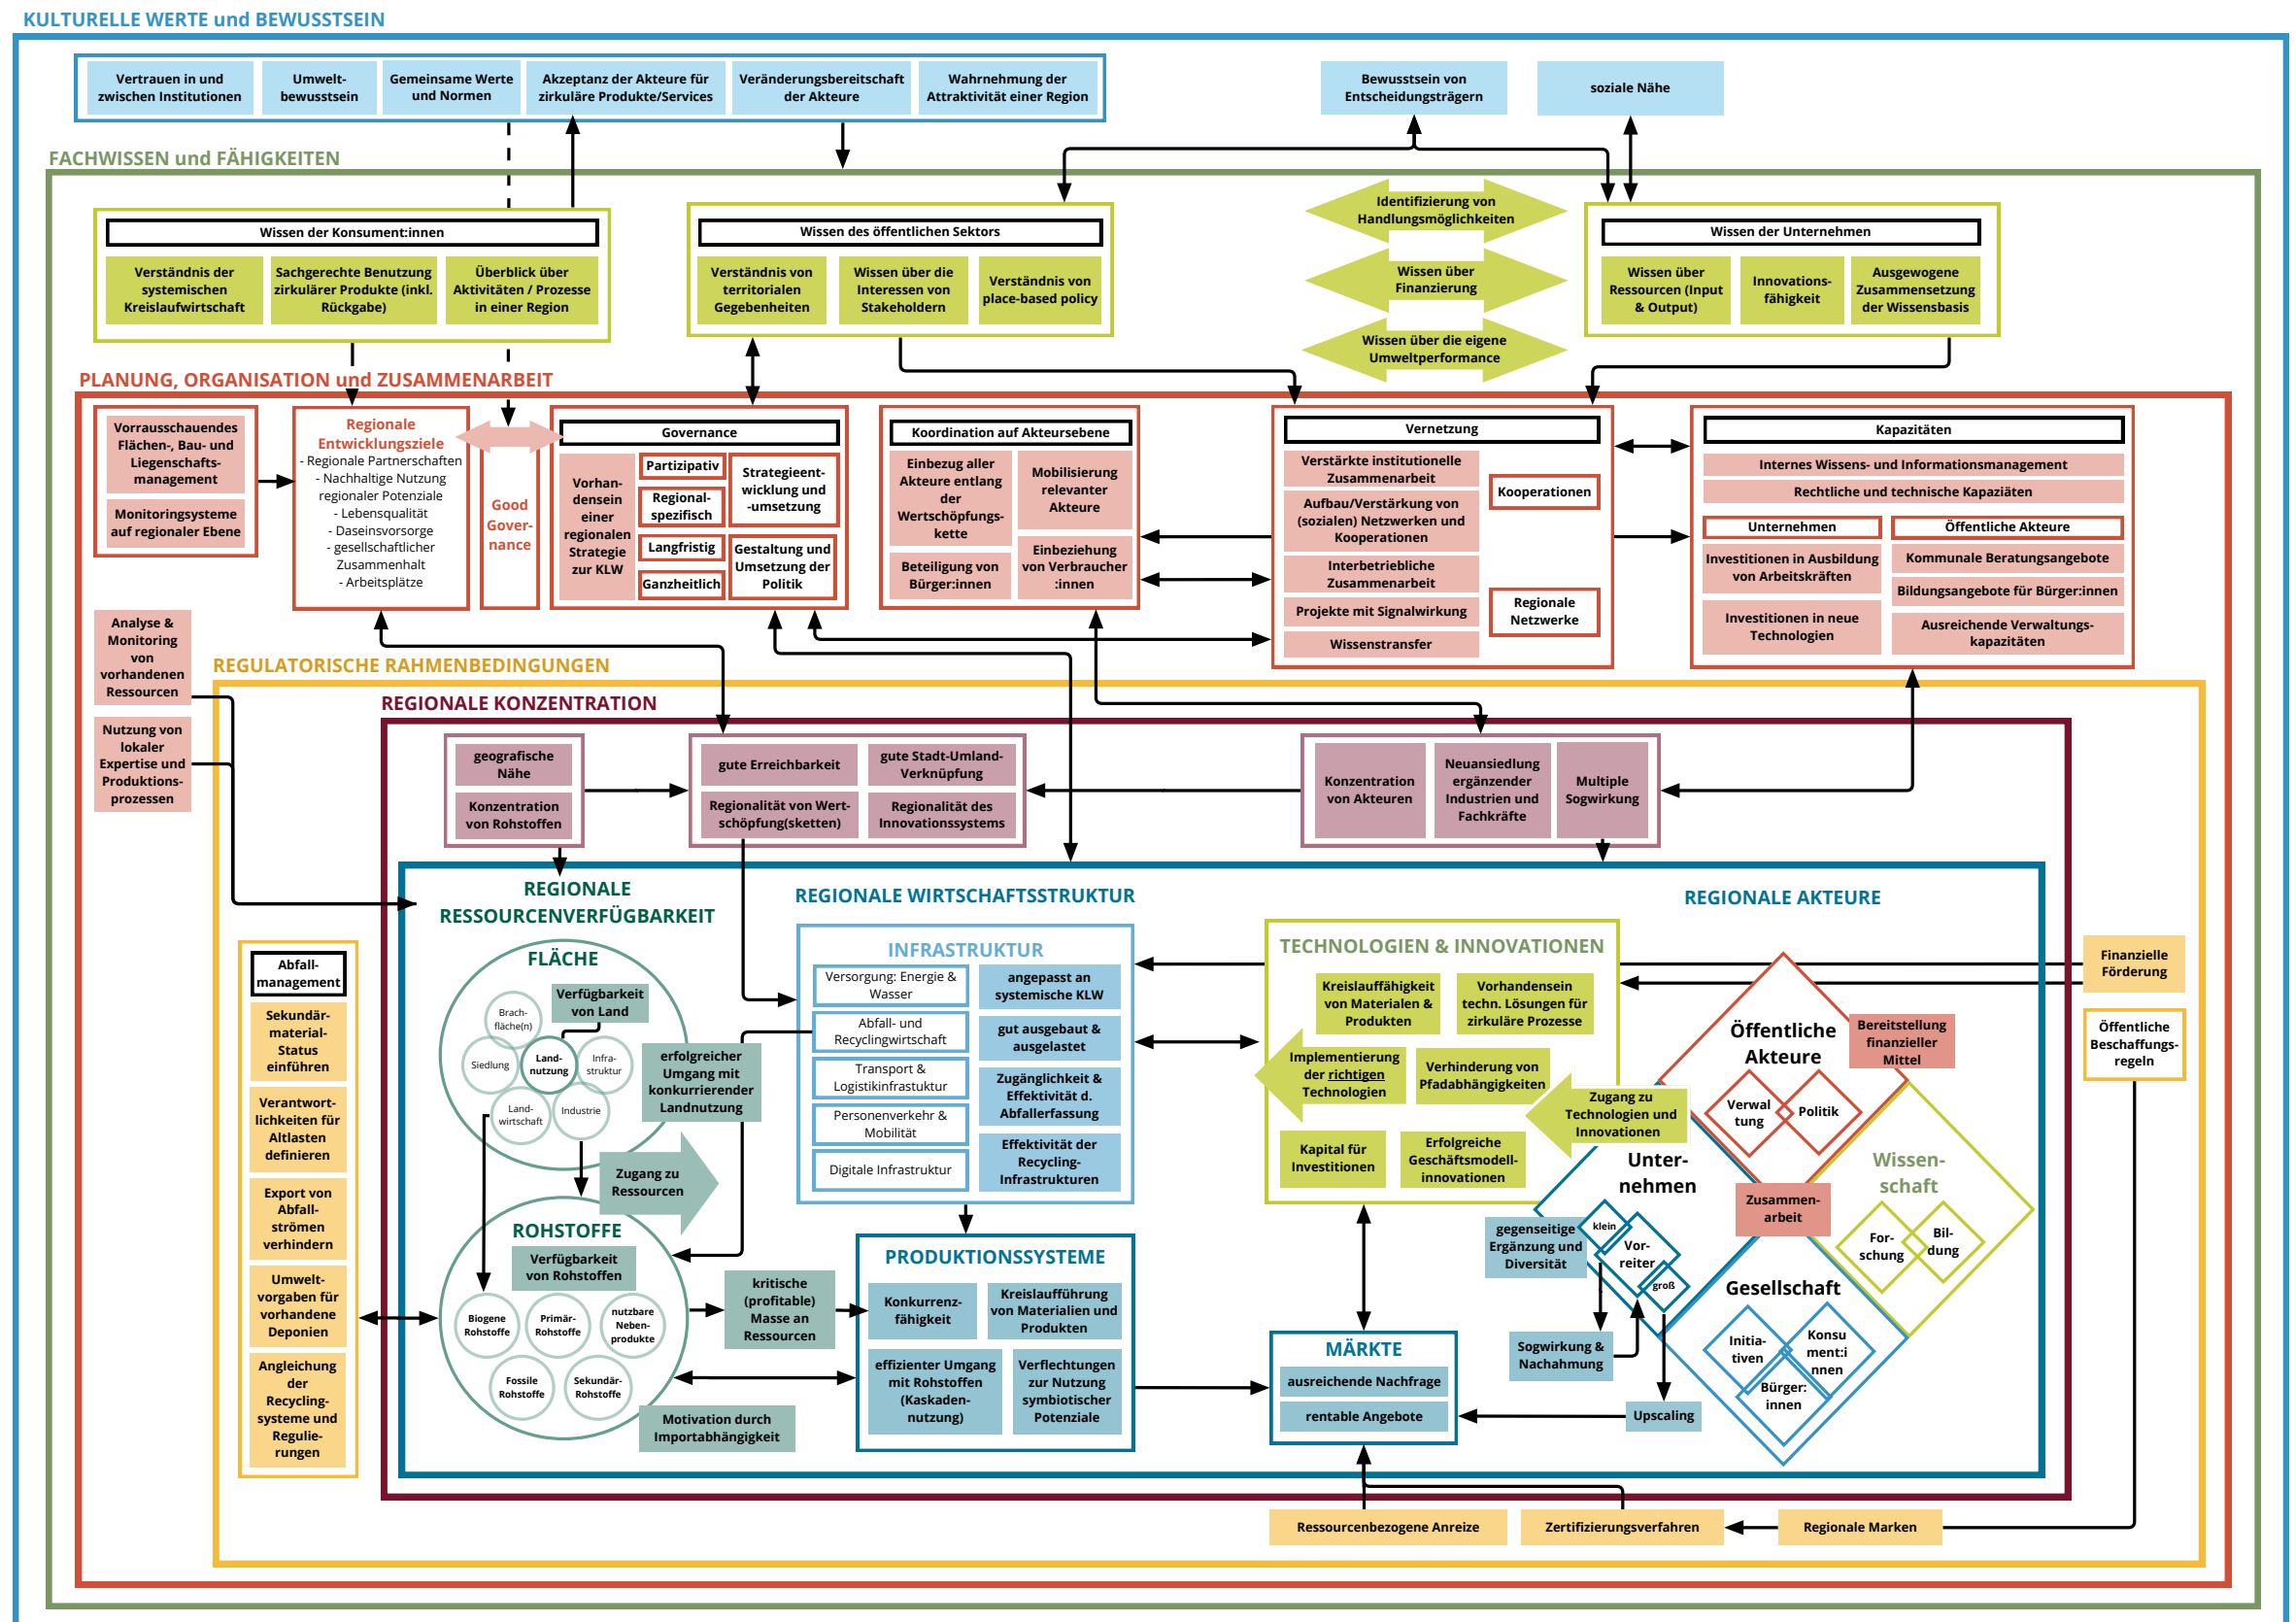 KULTURELLE WERTE und BEWUSSTSEIN
Vertrauen in und
zwischen Institutionen
Umwelt-
bewusstsein
Gemeinsame Werte
und Normen
Akzeptanz der Akteure für
zirkuläre Produkte/Services
Veränderungsbereitschaft
der Akteure
Wahrnehmung der
Attraktivität einer Region
Bewusstsein von
Entscheidungsträgern
soziale Nähe
FACHWISSEN und FÄHIGKEITEN
Wissen der Konsument:innen
Verständnis der
systemischen
Kreislaufwirtschaft
Sachgerechte Benutzung
zirkulärer Produkte (inkl.
Rückgabe)
Überblick über
Aktivitäten / Prozesse
in einer Region
Wissen des öffentlichen Sektors
Verständnis von
territorialen
Gegebenheiten
Wissen über die
Interessen von
Stakeholdern
Verständnis von
place-based policy
Identifizierung von
Handlungsmöglichkeiten
Wissen über
Finanzierung
Wissen über die eigene
Umweltperformance
Wissen der Unternehmen
Wissen über
Ressourcen (Input
& Output)
Innovations-
fähigkeit
Ausgewogene
Zusammensetzung
der Wissensbasis
PLANUNG, ORGANISATION und ZUSAMMENARBEIT
Vorrausschauendes
Flächen-, Bau- und
Liegenschafts-
management
Monitoringsysteme
auf regionaler Ebene
Regionale
Entwicklungsziele
- Regionale Partnerschaften
- Nachhaltige Nutzung
regionaler Potenziale
- Lebensqualität
- Daseinsvorsorge
- gesellschaftlicher
Zusammenhalt
- Arbeitsplätze
Good
Gover-
nance
Governance
Vorhan-
densein
einer
regionalen
Strategie
zur KLW
Partizipativ
Regional-
spezifisch
Langfristig
Ganzheitlich
Strategieent-
wicklung und
-umsetzung
Gestaltung und
Umsetzung der
Politik
Koordination auf Akteursebene
Einbezug aller
Akteure entlang
der
Wertschöpfungs-
kette
Beteiligung von
Bürger:innen
Mobilisierung
relevanter
Akteure
Einbeziehung
von Verbraucher
:innen
Vernetzung
Verstärkte institutionelle
Zusammenarbeit
Aufbau/Verstärkung von
(sozialen) Netzwerken und
Kooperationen
Interbetriebliche
Zusammenarbeit
Projekte mit Signalwirkung
Wissenstransfer
Kooperationen
Regionale
Netzwerke
Kapazitäten
Internes Wissens- und Informationsmanagement
Rechtliche und technische Kapaziäten
Unternehmen
Investitionen in Ausbildung
von Arbeitskräften
Investitionen in neue
Technologien
Öffentliche Akteure
Kommunale Beratungsangebote
Bildungsangebote für Bürger:innen
Ausreichende Verwaltungs-
kapazitäten
Analyse &
Monitoring
von
vorhandenen
Ressourcen
Nutzung von
lokaler
Expertise und
Produktions-
prozessen
REGULATORISCHE RAHMENBEDINGUNGEN
REGIONALE KONZENTRATION
geografische
Nähe
Konzentration
von Rohstoffen
gute Erreichbarkeit
gute Stadt-Umland-
Verknüpfung
Regionalität von Wert-
schöpfung(sketten)
Regionalität des
Innovationssystems
Konzentration
von Akteuren
Neuansiedlung
ergänzender
Industrien und
Fachkräfte
Multiple
Sogwirkung
REGIONALE
RESSOURCENVERFÜGBARKEIT
REGIONALE WIRTSCHAFTSSTRUKTUR
REGIONALE AKTEURE
Abfall-
management
Sekundär-
material-
Status
einführen
Verantwort-
lichkeiten für
Altlasten
definieren
Export von
Abfall-
strömen
verhindern
Umwelt-
vorgaben für
vorhandene
Deponien
Angleichung
der
Recycling-
systeme und
Regulie-
rungen
FLÄCHE
Verfügbarkeit
von Land
Brach-
fläche(n)
Siedlung
Land-
nutzung
Infra-
struktur
Land-
wirtschaft
Industrie
erfolgreicher
Umgang mit
konkurrierender
Landnutzung
Zugang zu
Ressourcen
ROHSTOFFE
Verfügbarkeit
von Rohstoffen
Biogene
Rohstoffe
Primär-
Rohstoffe
nutzbare
Neben-
produkte
Fossile
Rohstoffe
Sekundär-
Rohstoffe
kritische
(profitable)
Masse an
Ressourcen
Motivation durch
Importabhängigkeit
INFRASTRUKTUR
Versorgung: Energie &
Wasser
Abfall- und
Recyclingwirtschaft
Transport &
Logistikinfrastuktur
Personenverkehr &
Mobilität
Digitale Infrastruktur
angepasst an
systemische KLW
gut ausgebaut &
ausgelastet
Zugänglichkeit &
Effektivität d.
Abfallerfassung
Effektivität der
Recycling-
Infrastrukturen
PRODUKTIONSSYSTEME
Konkurrenz-
fähigkeit
Kreislaufführung
von Materialien und
Produkten
effizienter Umgang
mit Rohstoffen
(Kaskaden-
nutzung)
Verflechtungen
zur Nutzung
symbiotischer
Potenziale
TECHNOLOGIEN & INNOVATIONEN
Kreislauffähigkeit
von Materialen &
Produkten
Vorhandensein
techn. Lösungen für
zirkuläre Prozesse
Implementierung
der richtigen
Technologien
Verhinderung von
Pfadabhängigkeiten
Kapital für
Investitionen
Erfolgreiche
Geschäftsmodell-
innovationen
Zugang zu
Technologien und
Innovationen
MÄRKTE
ausreichende Nachfrage
rentable Angebote
Öffentliche
Akteure
Verwal
tung
Politik
Bereitstellung
finanzieller
Mittel
Unter-
nehmen
klein
Vor-
reiter
groß
gegenseitige
Ergänzung und
Diversität
Sogwirkung &
Nachahmung
Upscaling
Zusammen-
arbeit
Wissen-
schaft
For-
schung
Bil-
dung
Gesellschaft
Initia-
tiven
Konsu
ment:i
nnen
Bürger:
innen
Finanzielle
Förderung
Öffentliche
Beschaffungs-
regeln
Ressourcenbezogene Anreize
Zertifizierungsverfahren
Regionale Marken